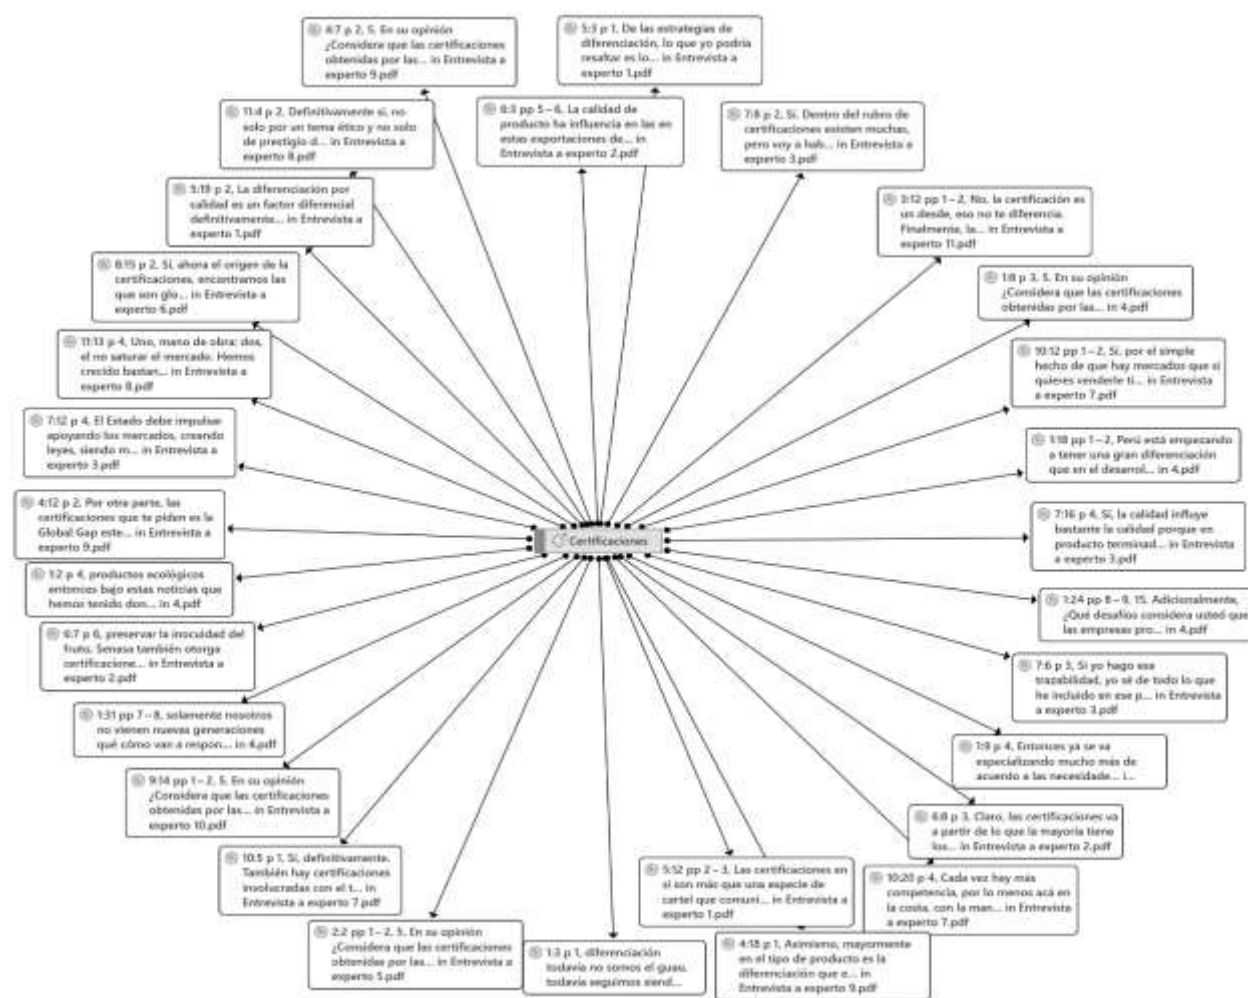 4:7 p 2, 5. En su opinión
¿Considera que las certificaciones
obtenidas por las... in Entrevista a
experto 9.pdf
5:3 p 1, De las estrategias de
diferenciación, lo que yo podría
resaltar es lo... in Entrevista a
experto 1.pdf
11:4 p 2, Definitivamente sí, no
solo por un tema ético y no solo
de prestigio d... in Entrevista a
experto 8.pdf
6:3 pp 5 – 6, La calidad de
producto ha influencia en las en
estas exportaciones de... in
Entrevista a experto 2.pdf
7:8 p 2, Sí. Dentro del rubro de
certificaciones existen muchas,
pero voy a hab... in Entrevista a
experto 3.pdf
5:19 p 2, La diferenciación por
calidad es un factor diferencial
definitivamente... in Entrevista a
experto 1.pdf
3:12 pp 1 – 2, No, la certificación es
un desde, eso no te diferencia.
Finalmente, la... in Entrevista a
experto 11.pdf
8:15 p 2, Sí, ahora el origen de la
certificaciones, encontramos las
que son glo... in Entrevista a
experto 6.pdf
1:8 p 3, 5. En su opinión
¿Considera que las certificaciones
obtenidas por las... in 4.pdf
11:13 p 4, Uno, mano de obra; dos,
el no saturar el mercado. Hemos
crecido bastan... in Entrevista a
experto 8.pdf
10:12 pp 1 – 2, Sí, por el simple
hecho de que hay mercados que si
quieres venderle ti... in Entrevista
a experto 7.pdf
7:12 p 4, El Estado debe impulsar
apoyando los mercados, creando
leyes, siendo m... in Entrevista a
experto 3.pdf
1:18 pp 1 – 2, Perú está empezando
a tener una gran diferenciación
que en el desarrol... in 4.pdf
4:12 p 2, Por otra parte, las
certificaciones que te piden es la
Global Gap este... in Entrevista a
experto 9.pdf
Certificaciones
7:16 p 4, Sí, la calidad influye
bastante la calidad porque en
producto terminad... in Entrevista
a experto 3.pdf
1:2 p 4, productos ecológicos
entonces bajo estas noticias que
hemos tenido don... in 4.pdf
1:24 pp 8 – 9, 15. Adicionalmente,
¿Qué desafíos considera usted que
las empresas pro... in 4.pdf
6:7 p 6, preservar la inocuidad del
fruto. Senasa también otorga
certificacione... in Entrevista a
experto 2.pdf
7:6 p 3, Si yo hago esa
trazabilidad, yo sé de todo lo que
he incluido en ese p... in Entrevista
a experto 3.pdf
1:31 pp 7 – 8, solamente nosotros
no vienen nuevas generaciones
qué cómo van a respon... in 4.pdf
1:9 p 4, Entonces ya se va
especializando mucho más de
acuerdo a las necesidade... i...
9:14 pp 1 – 2, 5. En su opinión
¿Considera que las certificaciones
obtenidas por las... in Entrevista a
experto 10.pdf
6:8 p 3, Claro, las certificaciones va
a partir de lo que la mayoría tiene
los... in Entrevista a experto 2.pdf
10:5 p 1, Sí, definitivamente.
También hay certificaciones
involucradas con el t... in
Entrevista a experto 7.pdf
5:12 pp 2 – 3, Las certificaciones en
sí son más que una especie de
cartel que comuni... in Entrevista a
experto 1.pdf
10:20 p 4, Cada vez hay más
competencia, por lo menos acá en
la costa, con la man... in Entrevista
a experto 7.pdf
2:2 pp 1 – 2, 5. En su opinión
¿Considera que las certificaciones
obtenidas por las... in Entrevista a
experto 5.pdf
1:3 p 1, diferenciación
todavía no somos el guau,
todavía seguimos siend...
4:18 p 1, Asimismo, mayormente
en el tipo de producto es la
diferenciación que e... in
Entrevista a experto 9.pdf